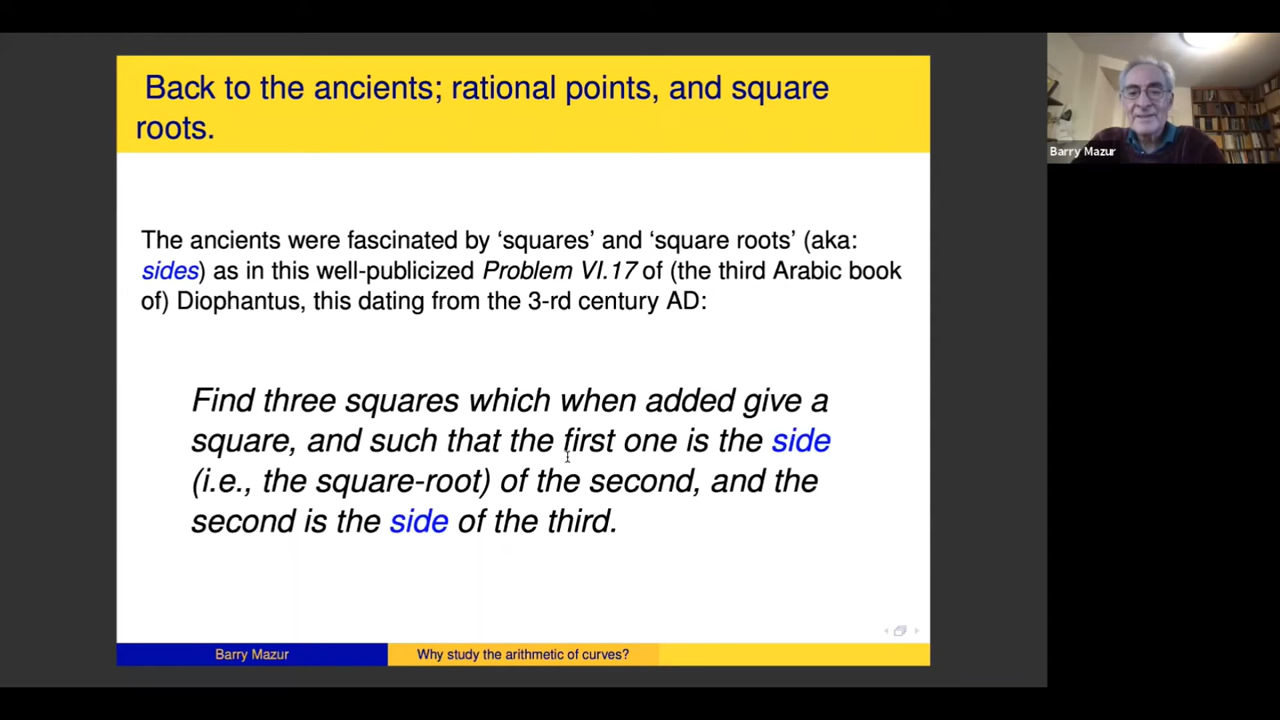 Back to the ancients; rational points, and square
roots.
The ancients were fascinated by ‘squares’ and ‘square roots’ (aka:
sides) as in this well-publicized Problem VI.17 of (the third Arabic book
of) Diophantus, this dating from the 3-rd century AD:
Find three squares which when added give a
square, and such that the first one is the side
(i.e., the square-root) of the second, and the
second is the side of the third.
Barry Mazur
Why study the arithmetic of curves?
Barry Mazur